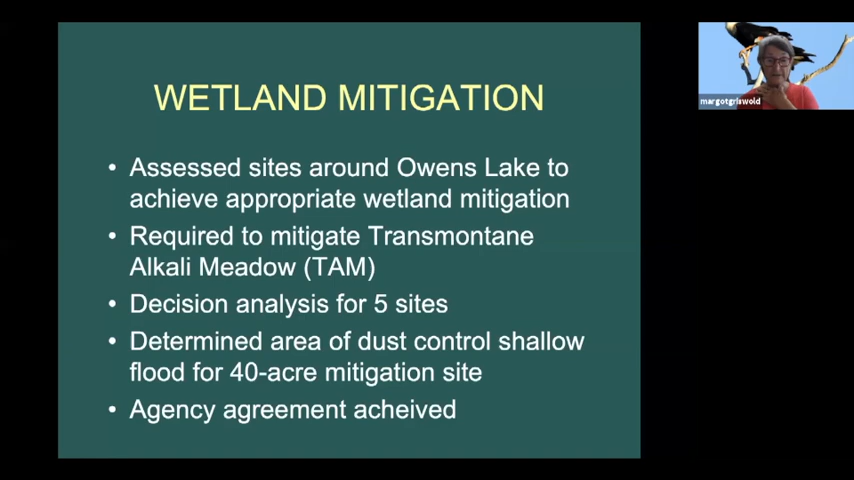 WETLAND MITIGATION
• Assessed sites around Owens Lake to
achieve appropriate wetland mitigation
• Required to mitigate Transmontane
Alkali Meadow (TAM)
• Decision analysis for 5 sites
• Determined area of dust control shallow
flood for 40-acre mitigation site
• Agency agreement acheived
margotgriswold